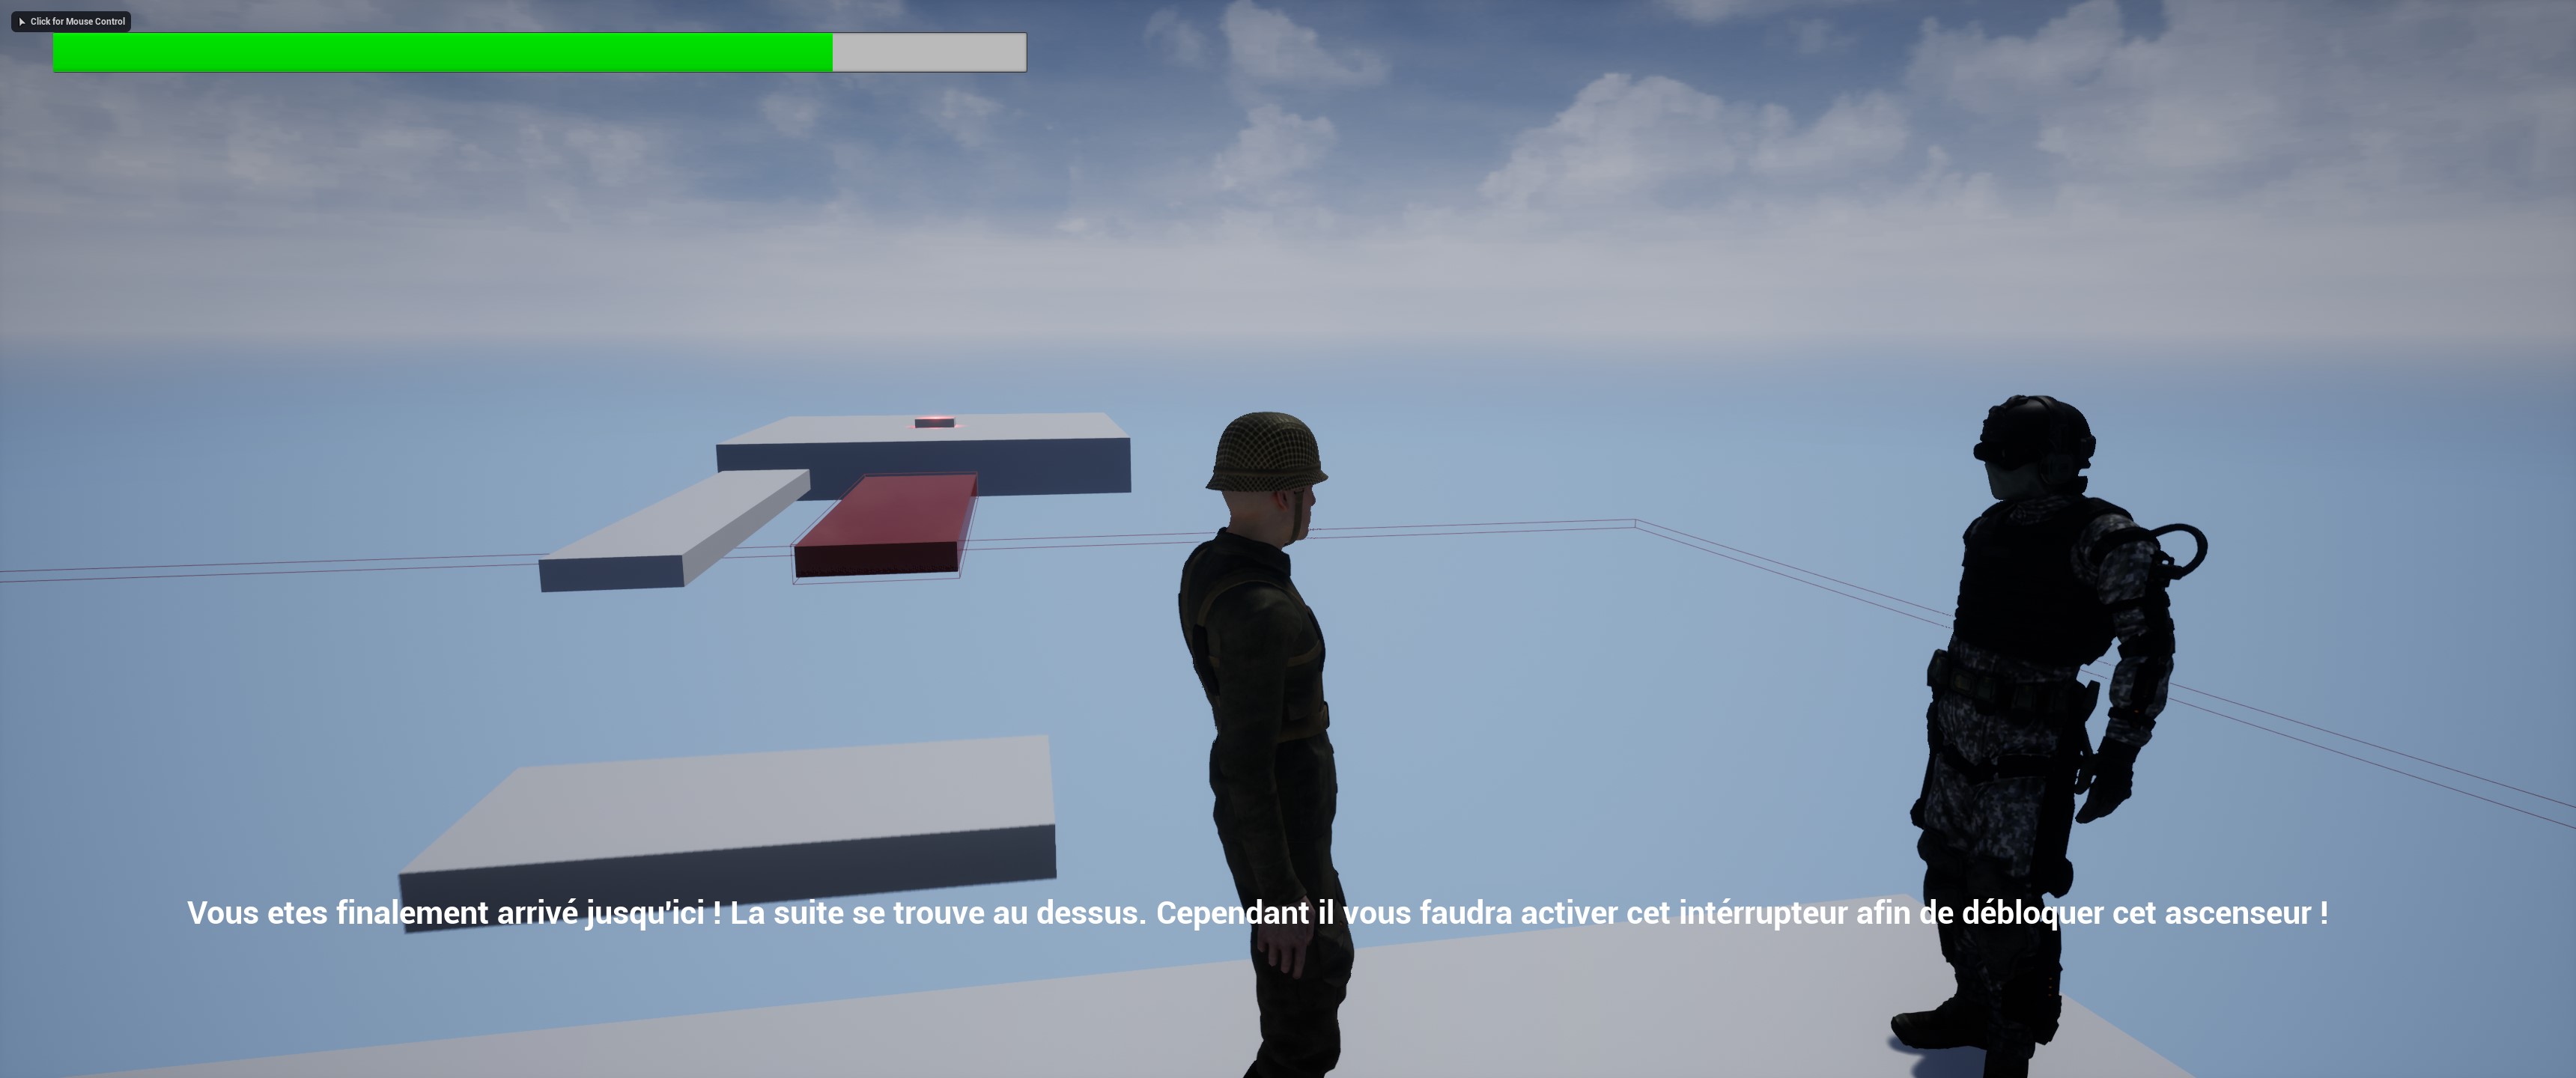 Click for Mouse Control
Vous etes finalement arrivé jusqu'ici ! La suite se trouve au dessus. Cependant il vous faudra activer cet intérrupteur afin de débloquer cet ascenseur !